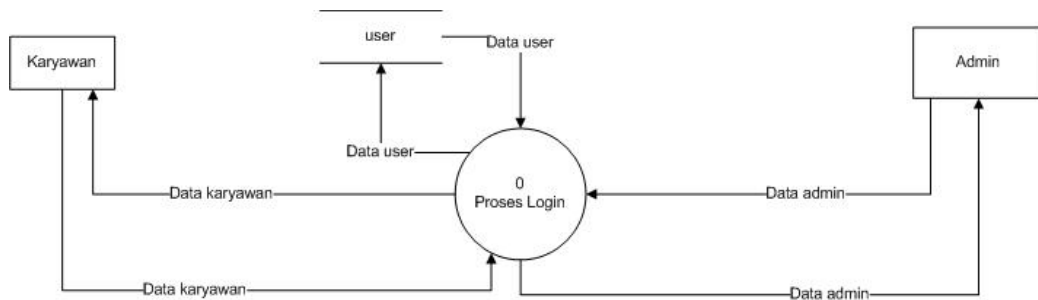 user
Data user
Karyawan
Admin
Data user
0
Proses Login
Data karyawan
Data admin
Data karyawan
Data admin